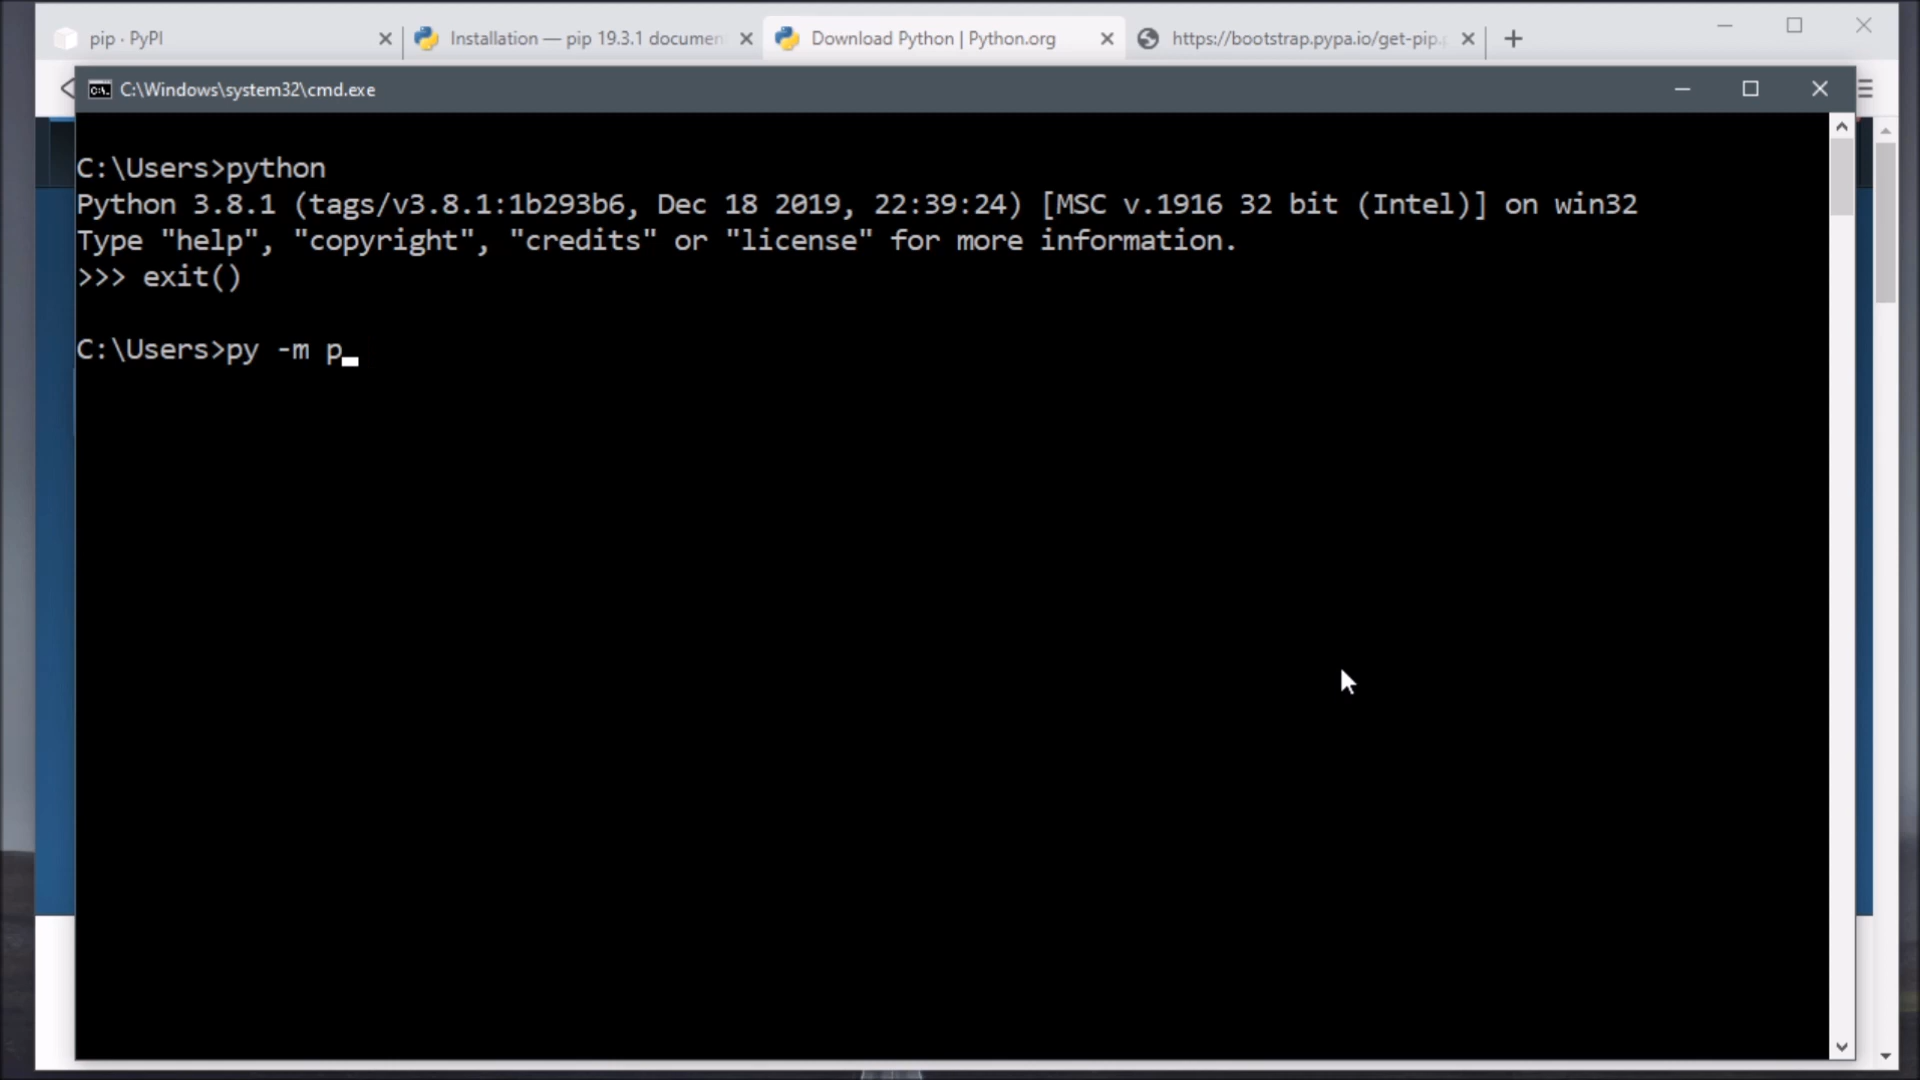 pip · PyPI
Installation — pip 19.3.1 documen
Download Python | Python.org
https://bootstrap.pypa.io/get-pip.
C:\Windows\system32\cmd.exe
C:\Users>python
Python 3.8.1 (tags/v3.8.1:1b293b6, Dec 18 2019, 22:39:24) [MSC v.1916 32 bit (Intel)] on win32
Type "help", "copyright", "credits" or "license" for more information.
>>> exit()
C:\Users>py -m p